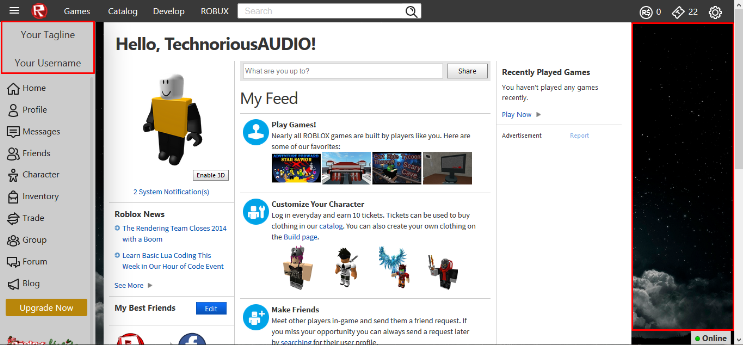 Games Catalog Develop ROBUX Search 0 22
Your Tagline
Your Username
Home
Profile
Messages
Friends
Character
Inventory
Trade
Group
Forum
Blog
Upgrade Now
Hello, TechnoriousAUDIO!
Enable 3D
2 System Notification(s)
Roblox News
The Rendering Team Closes 2014
with a Boom
Learn Basic Lua Coding This
Week in Our Hour of Code Event
See More
My Best Friends Edit
What are you up to? Share
My Feed
Play Games!
Nearly all ROBLOX games are built by players like you. Here are
some of our favorites:
Customize Your Character
Log in everyday and earn 10 tickets. Tickets can be used to buy
clothing in our catalog. You can also create your own clothing on
the Build page.
Make Friends
Meet other players in-game and send them a friend request. If
you miss your opportunity you can always send a request later
by searching for their user profile.
Recently Played Games
You haven't played any games
recently.
Play Now
Advertisement Report
Online